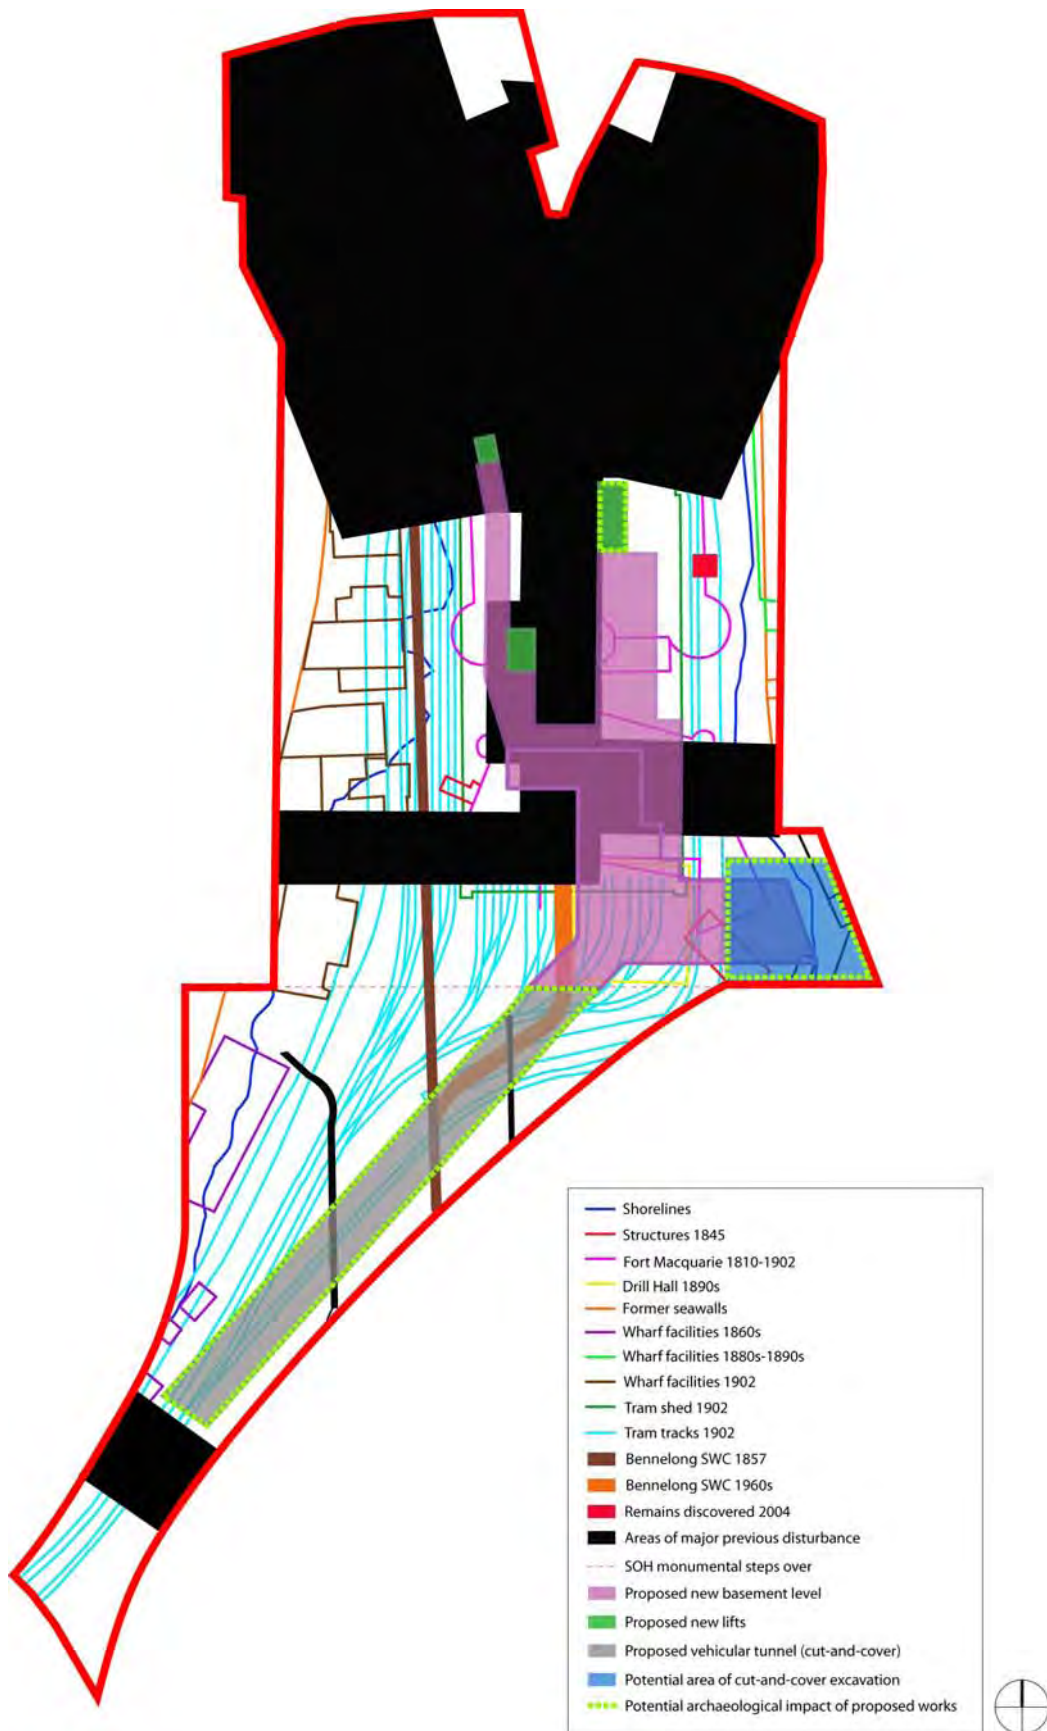 Shorelines
Structures 1845
Fort Macquarie 1810-1902
Drill Hall 1890s
Former seawalls
Wharf facilities 1860s
Wharf facilities 1880s-1890s
Wharf facilities 1902
Tram shed 1902
Tram tracks 1902
Bennelong SWC 1857
Bennelong SWC 1960s
Remains discovered 2004
Areas of major previous disturbance
SOH monumental steps over
Proposed new basement level
Proposed new lifts
Proposed vehicular tunnel (cut-and-cover)
Potential area of cut-and-cover excavation
Potential archaeological impact of proposed works